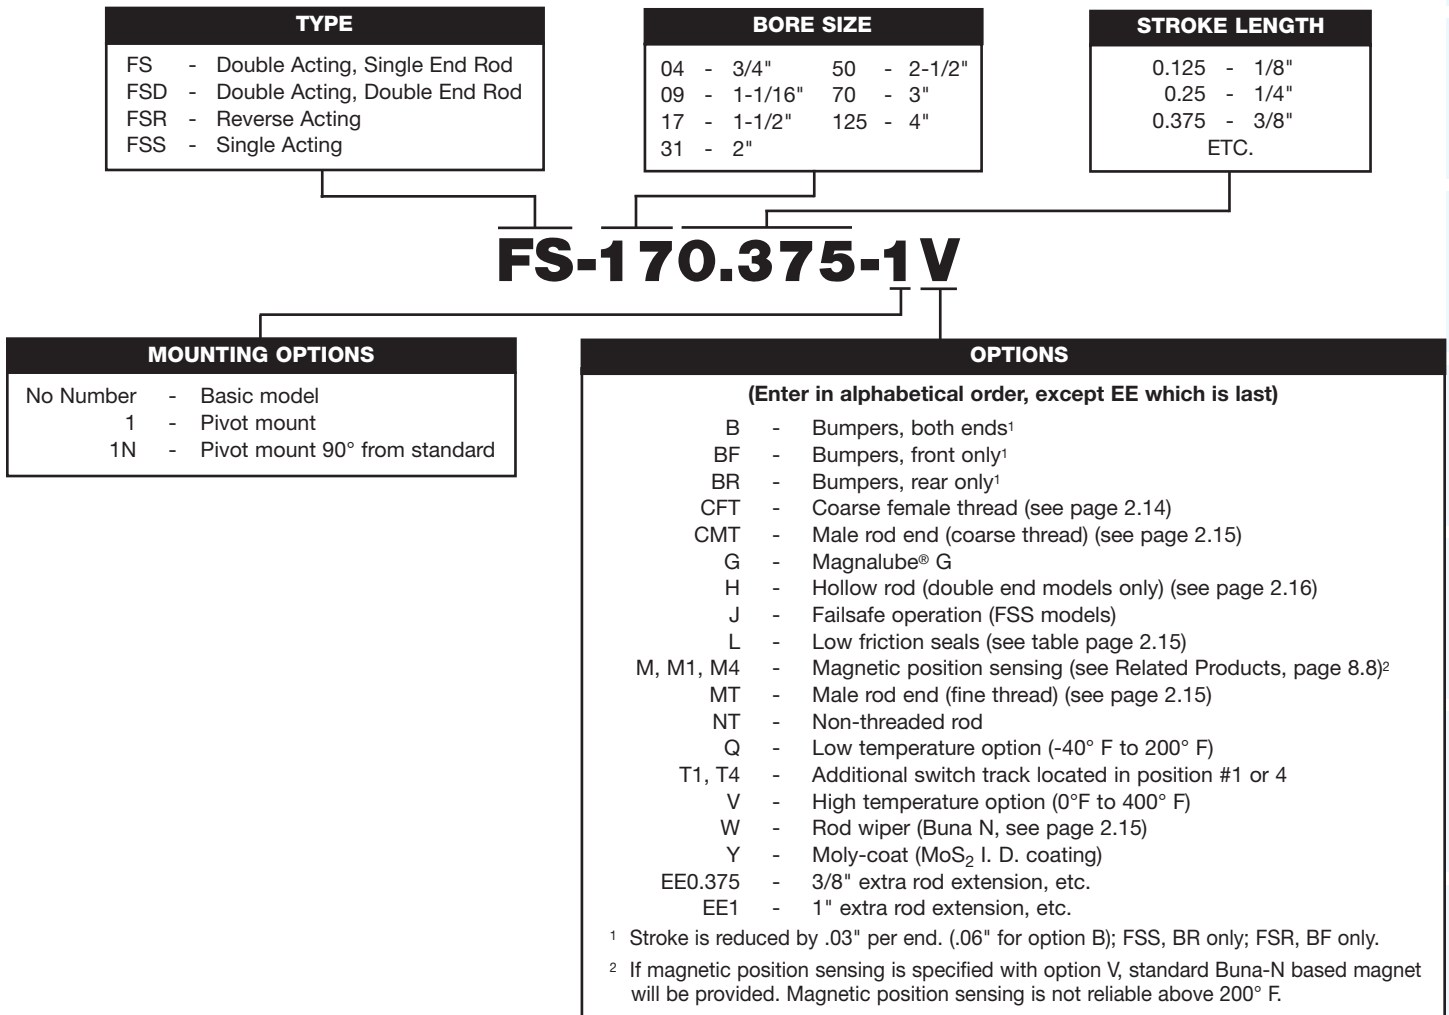 TYPE
FS - Double Acting, Single End Rod
FSD - Double Acting, Double End Rod
FSR - Reverse Acting
FSS - Single Acting
BORE SIZE
04 - 3/4" 50 - 2-1/2"
09 - 1-1/16" 70 - 3"
17 - 1-1/2" 125 - 4"
31 - 2"
STROKE LENGTH
0.125 - 1/8"
0.25 - 1/4"
0.375 - 3/8"
ETC.
FS-170.375-1V
MOUNTING OPTIONS
No Number - Basic model
1 - Pivot mount
1N - Pivot mount 90° from standard
OPTIONS
(Enter in alphabetical order, except EE which is last)
B - Bumpers, both ends¹
BF - Bumpers, front only¹
BR - Bumpers, rear only¹
CFT - Coarse female thread (see page 2.14)
CMT - Male rod end (coarse thread) (see page 2.15)
G - Magnalube® G
H - Hollow rod (double end models only) (see page 2.16)
J - Failsafe operation (FSS models)
L - Low friction seals (see table page 2.15)
M, M1, M4 - Magnetic position sensing (see Related Products, page 8.8)²
MT - Male rod end (fine thread) (see page 2.15)
NT - Non-threaded rod
Q - Low temperature option (-40° F to 200° F)
T1, T4 - Additional switch track located in position #1 or 4
V - High temperature option (0°F to 400° F)
W - Rod wiper (Buna N, see page 2.15)
Y - Moly-coat (MoS₂ I. D. coating)
EE0.375 - 3/8" extra rod extension, etc.
EE1 - 1" extra rod extension, etc.
¹ Stroke is reduced by .03" per end. (.06" for option B); FSS, BR only; FSR, BF only.
² If magnetic position sensing is specified with option V, standard Buna-N based magnet
will be provided. Magnetic position sensing is not reliable above 200° F.